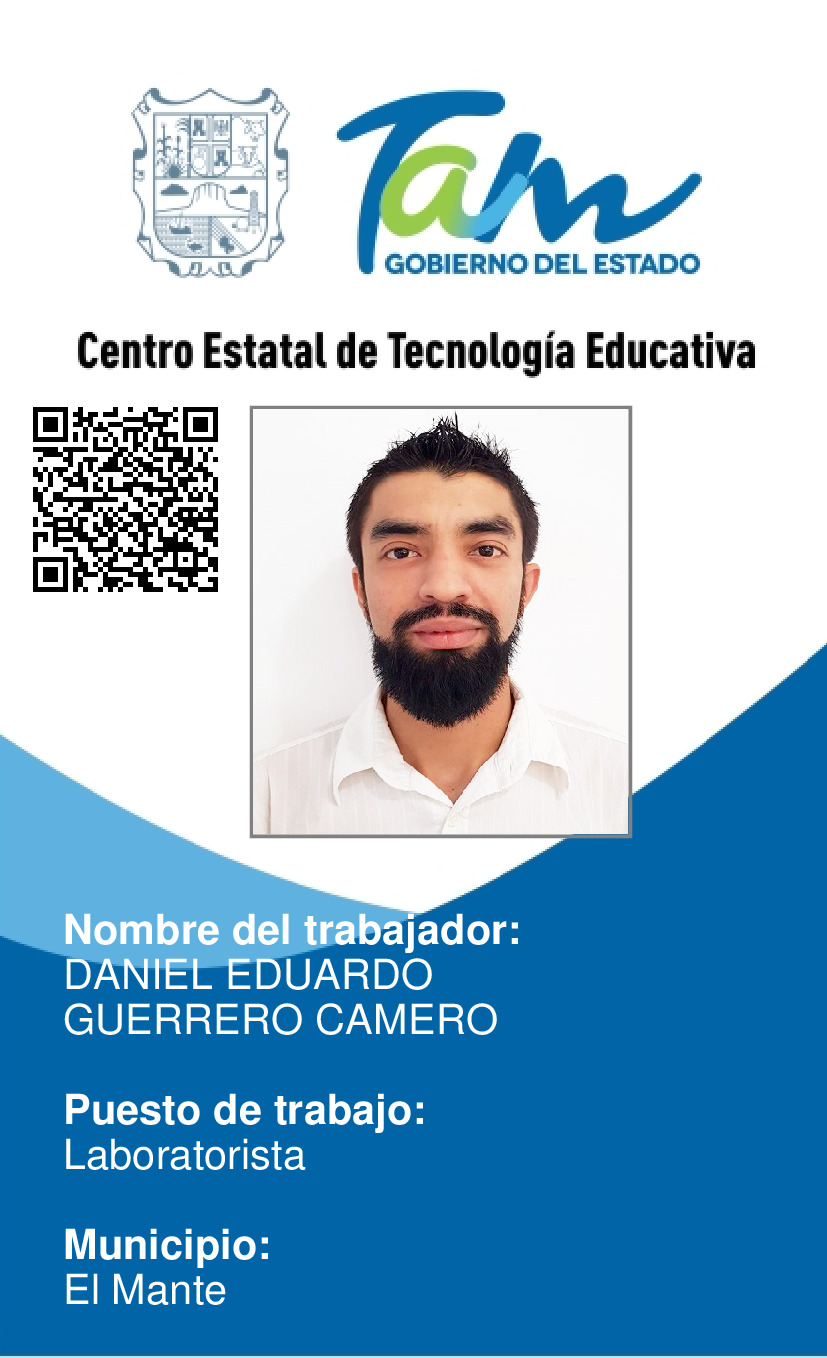 Tam
GOBIERNO DEL ESTADO
Centro Estatal de Tecnología Educativa
Nombre del trabajador:
DANIEL EDUARDO
GUERRERO CAMERO
Puesto de trabajo:
Laboratorista
Municipio:
El Mante